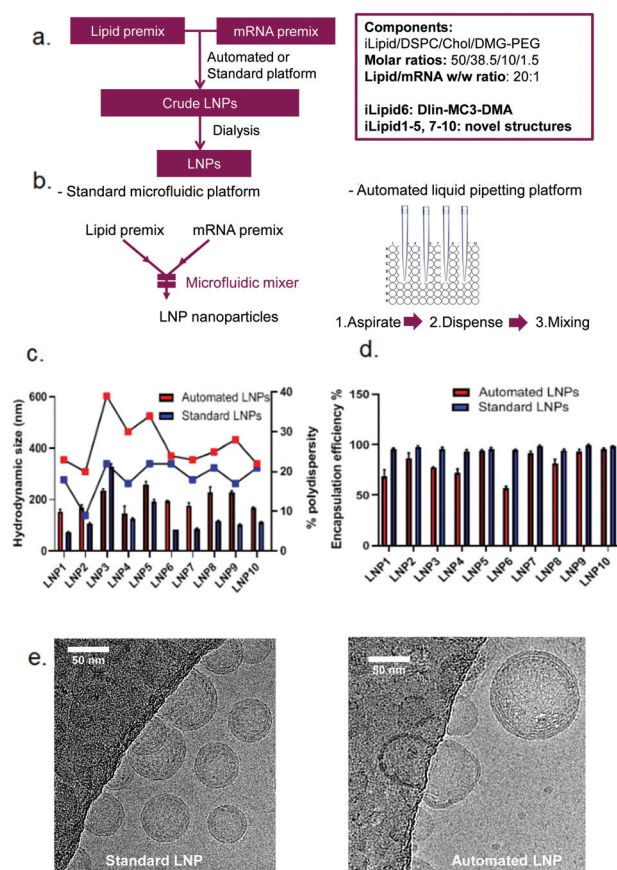 a.
Lipid premix
mRNA premix
Automated or
Standard platform
Crude LNPs
Dialysis
LNPs
Components:
iLipid/DSPC/Chol/DMG-PEG
Molar ratios: 50/38.5/10/1.5
Lipid/mRNA w/w ratio: 20:1
iLipid6: Dlin-MC3-DMA
iLipid1-5, 7-10: novel structures
b.
- Standard microfluidic platform
Lipid premix
mRNA premix
Microfluidic mixer
LNP nanoparticles
- Automated liquid pipetting platform
1.Aspirate
2.Dispense
3.Mixing
c.
Hydrodynamic size (nm)
600
400
200
0
Automated LNPs
Standard LNPs
40
30
20
10
0
% polydispersity
LNP1
LNP2
LNP3
LNP4
LNP5
LNP6
LNP7
LNP8
LNP9
LNP10
d.
Encapsulation efficiency %
150
100
50
0
Automated LNPs
Standard LNPs
LNP1
LNP2
LNP3
LNP4
LNP5
LNP6
LNP7
LNP8
LNP9
LNP10
e.
50 nm
Standard LNP
50 nm
Automated LNP